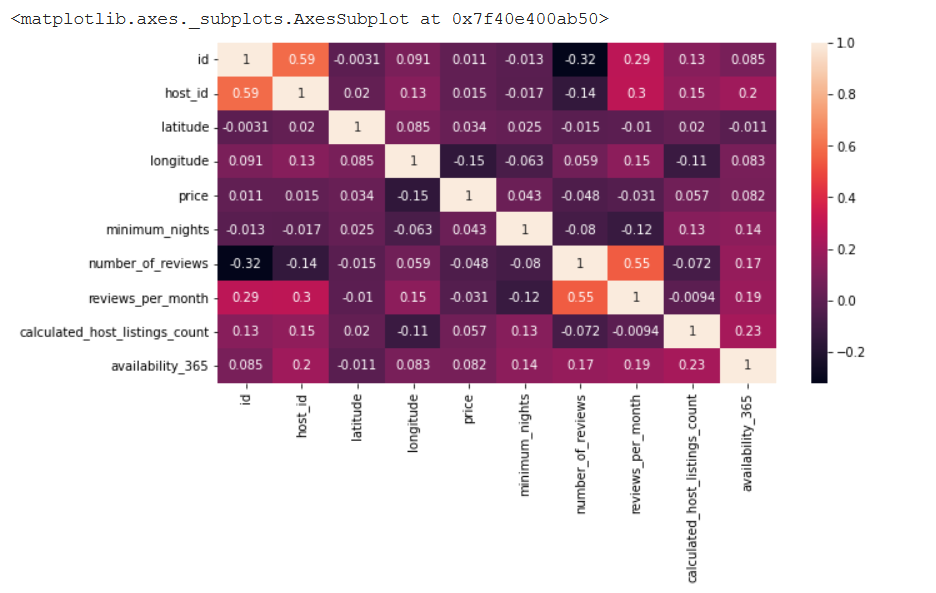 <matplotlib.axes._subplots.AxesSubplot at 0x7f40e400ab50>
id 1 0.59 -0.0031 0.091 0.011 -0.013 -0.32 0.29 0.13 0.085
host_id 0.59 1 0.02 0.13 0.015 -0.017 -0.14 0.3 0.15 0.2
latitude -0.0031 0.02 1 0.085 0.034 0.025 -0.015 -0.01 0.02 -0.011
longitude 0.091 0.13 0.085 1 -0.15 -0.063 0.059 0.15 -0.11 0.083
price 0.011 0.015 0.034 -0.15 1 0.043 -0.048 -0.031 0.057 0.082
minimum_nights -0.013 -0.017 0.025 -0.063 0.043 1 -0.08 -0.12 0.13 0.14
number_of_reviews -0.32 -0.14 -0.015 0.059 -0.048 -0.08 1 0.55 -0.072 0.17
reviews_per_month 0.29 0.3 -0.01 0.15 -0.031 -0.12 0.55 1 -0.0094 0.19
calculated_host_listings_count 0.13 0.15 0.02 -0.11 0.057 0.13 -0.072 -0.0094 1 0.23
availability_365 0.085 0.2 -0.011 0.083 0.082 0.14 0.17 0.19 0.23 1
id
host_id
latitude
longitude
price
minimum_nights
number_of_reviews
reviews_per_month
calculated_host_listings_count
availability_365
1.0
0.8
0.6
0.4
0.2
0.0
−0.2